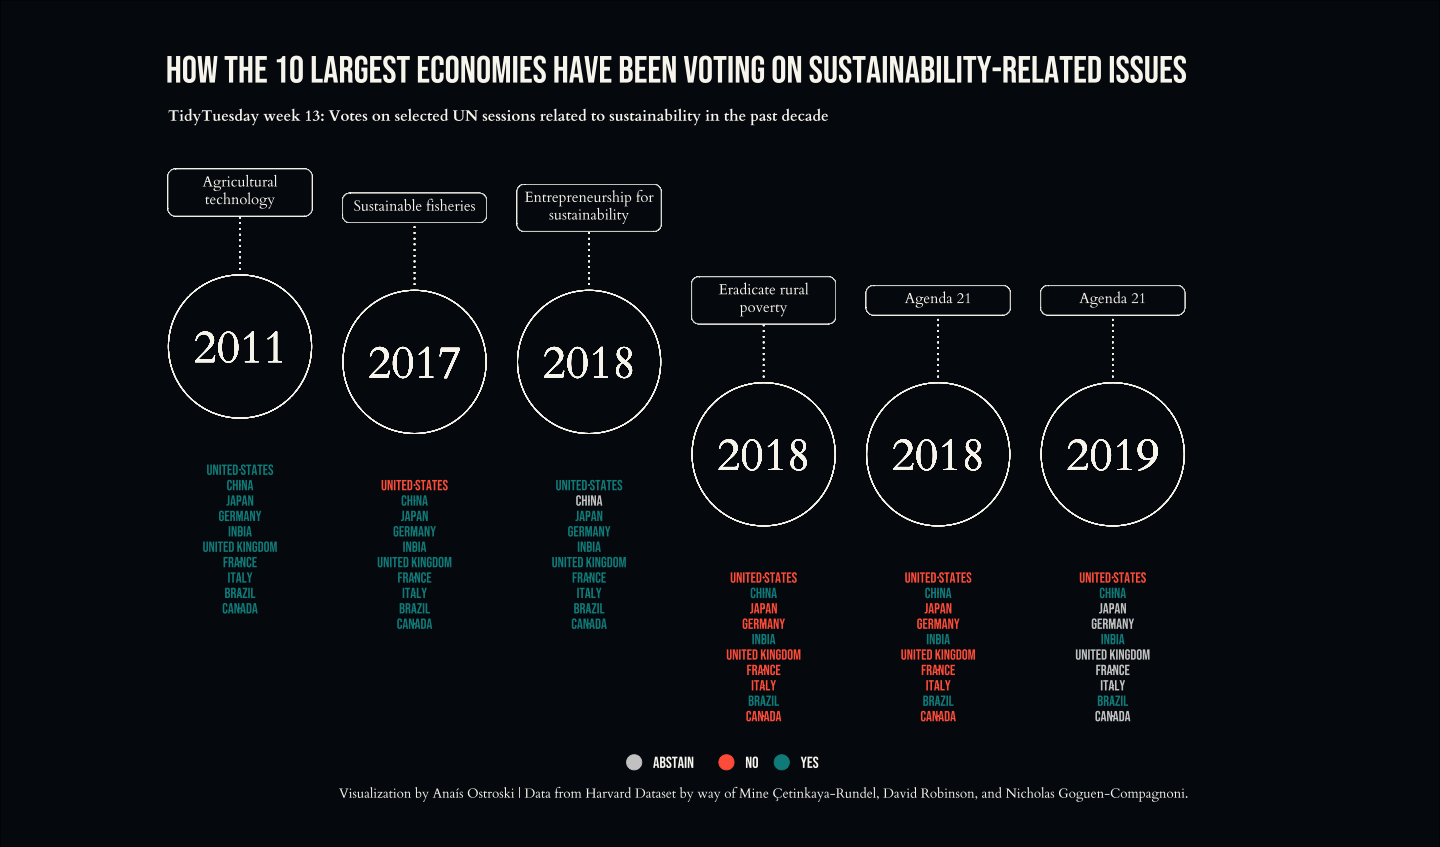 HOW THE 10 LARGEST ECONOMIES HAVE BEEN VOTING ON SUSTAINABILITY-RELATED ISSUES
TidyTuesday week 13: Votes on selected UN sessions related to sustainability in the past decade
Agricultural
technology
2011
UNITED STATES
CHINA
JAPAN
GERMANY
INBIA
UNITED KINGDOM
FRANCE
ITALY
BRAZIL
CANADA
Sustainable fisheries
2017
UNITED STATES
CHINA
JAPAN
GERMANY
INBIA
UNITED KINGDOM
FRANCE
ITALY
BRAZIL
CANADA
Entrepreneurship for
sustainability
2018
UNITED STATES
CHINA
JAPAN
GERMANY
INBIA
UNITED KINGDOM
FRANCE
ITALY
BRAZIL
CANADA
Eradicate rural
poverty
2018
UNITED STATES
CHINA
JAPAN
GERMANY
INBIA
UNITED KINGDOM
FRANCE
ITALY
BRAZIL
CANADA
Agenda 21
2018
UNITED STATES
CHINA
JAPAN
GERMANY
INBIA
UNITED KINGDOM
FRANCE
ITALY
BRAZIL
CANADA
Agenda 21
2019
UNITED STATES
CHINA
JAPAN
GERMANY
INBIA
UNITED KINGDOM
FRANCE
ITALY
BRAZIL
CANADA
ABSTAIN NO YES
Visualization by Anaís Ostroski | Data from Harvard Dataset by way of Mine Çetinkaya-Rundel, David Robinson, and Nicholas Goguen-Compagnoni.